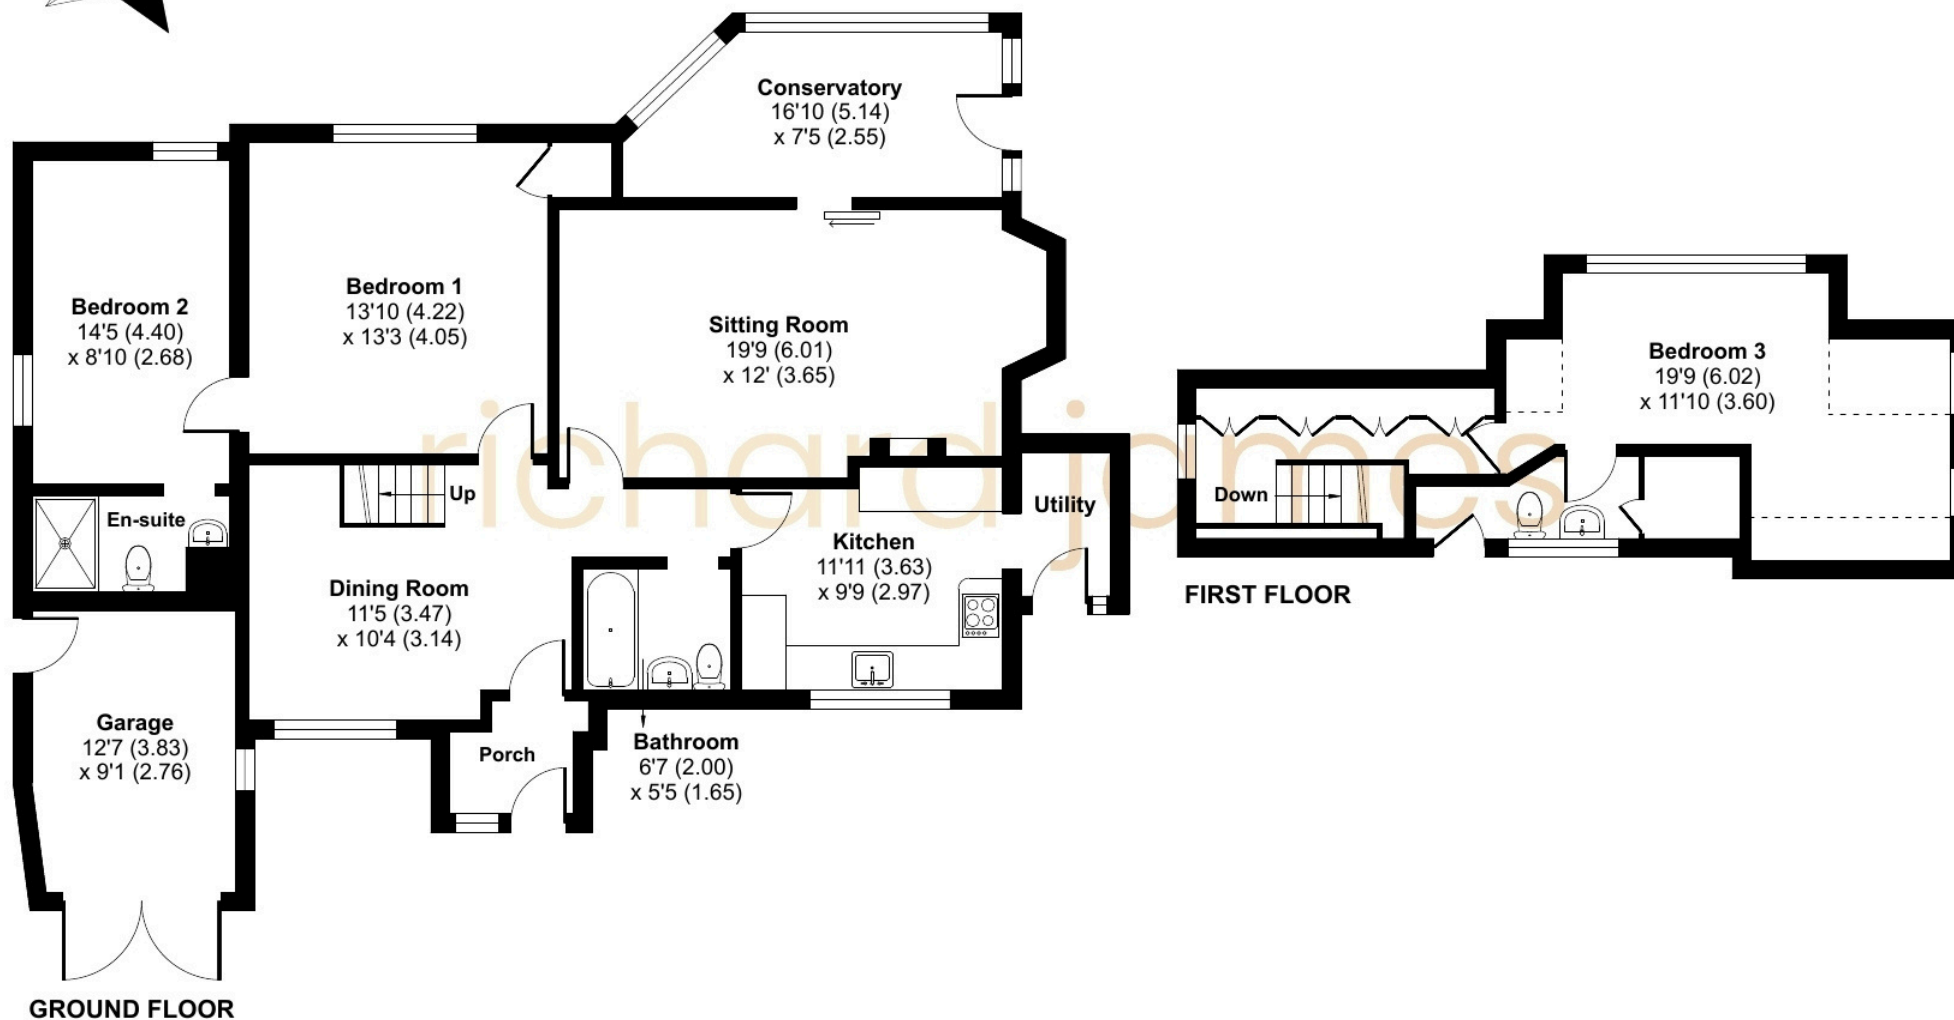 Conservatory
16'10 (5.14)
x 7'5 (2.55)
Bedroom 2
14'5 (4.40)
x 8'10 (2.68)
Bedroom 1
13'10 (4.22)
x 13'3 (4.05)
Sitting Room
19'9 (6.01)
x 12' (3.65)
Bedroom 3
19'9 (6.02)
x 11'10 (3.60)
richard james
Up
En-suite
Utility
Down
Kitchen
11'11 (3.63)
x 9'9 (2.97)
Dining Room
11'5 (3.47)
x 10'4 (3.14)
FIRST FLOOR
Garage
12'7 (3.83)
x 9'1 (2.76)
Porch
Bathroom
6'7 (2.00)
x 5'5 (1.65)
GROUND FLOOR